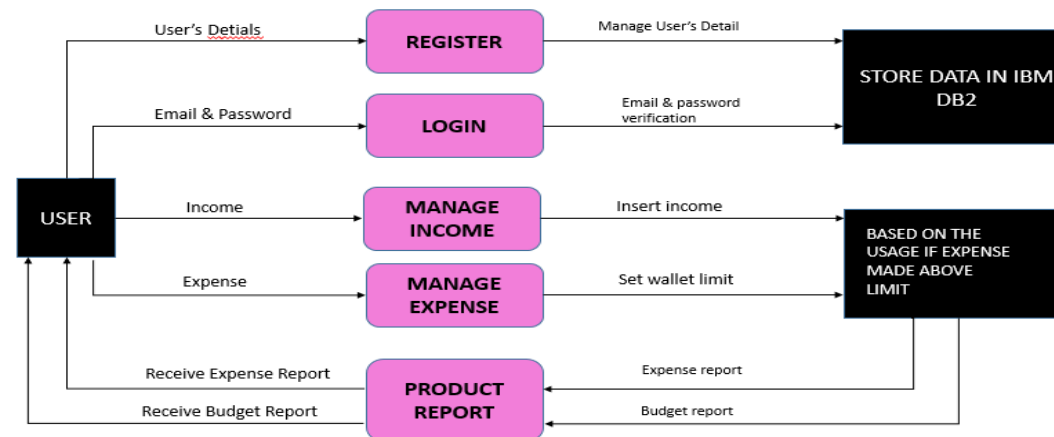 User's Detials
REGISTER
Manage User's Detail
STORE DATA IN IBM
DB2
Email & Password
LOGIN
Email & password
verification
USER
Income
MANAGE
INCOME
Insert income
BASED ON THE
USAGE IF EXPENSE
MADE ABOVE
LIMIT
Expense
MANAGE
EXPENSE
Set wallet limit
Receive Expense Report
PRODUCT
REPORT
Expense report
Receive Budget Report
Budget report